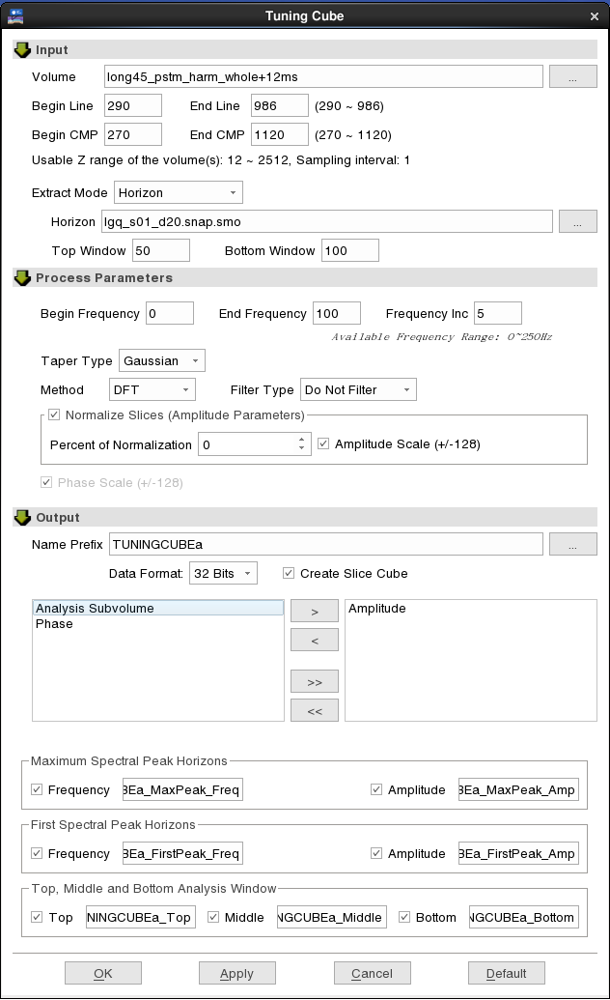 Tuning Cube
Input
Volume long45_pstm_harm_whole+12ms ...
Begin Line 290 End Line 986 (290 ~ 986)
Begin CMP 270 End CMP 1120 (270 ~ 1120)
Usable Z range of the volume(s): 12 ~ 2512, Sampling interval: 1
Extract Mode Horizon
Horizon lgq_s01_d20.snap.smo ...
Top Window 50 Bottom Window 100
Process Parameters
Begin Frequency 0 End Frequency 100 Frequency Inc 5
Available Frequency Range: 0~250Hz
Taper Type Gaussian
Method DFT Filter Type Do Not Filter
Normalize Slices (Amplitude Parameters)
Percent of Normalization 0 Amplitude Scale (+/-128)
Phase Scale (+/-128)
Output
Name Prefix TUNINGCUBEa ...
Data Format: 32 Bits Create Slice Cube
Analysis Subvolume > Amplitude
Phase
<
>>
<<
Maximum Spectral Peak Horizons
Frequency BEa_MaxPeak_Freq Amplitude BEa_MaxPeak_Amp
First Spectral Peak Horizons
Frequency BEa_FirstPeak_Freq Amplitude BEa_FirstPeak_Amp
Top, Middle and Bottom Analysis Window
Top NINGCUBEa_Top Middle NGCUBEa_Middle Bottom NGCUBEa_Bottom
OK Apply Cancel Default